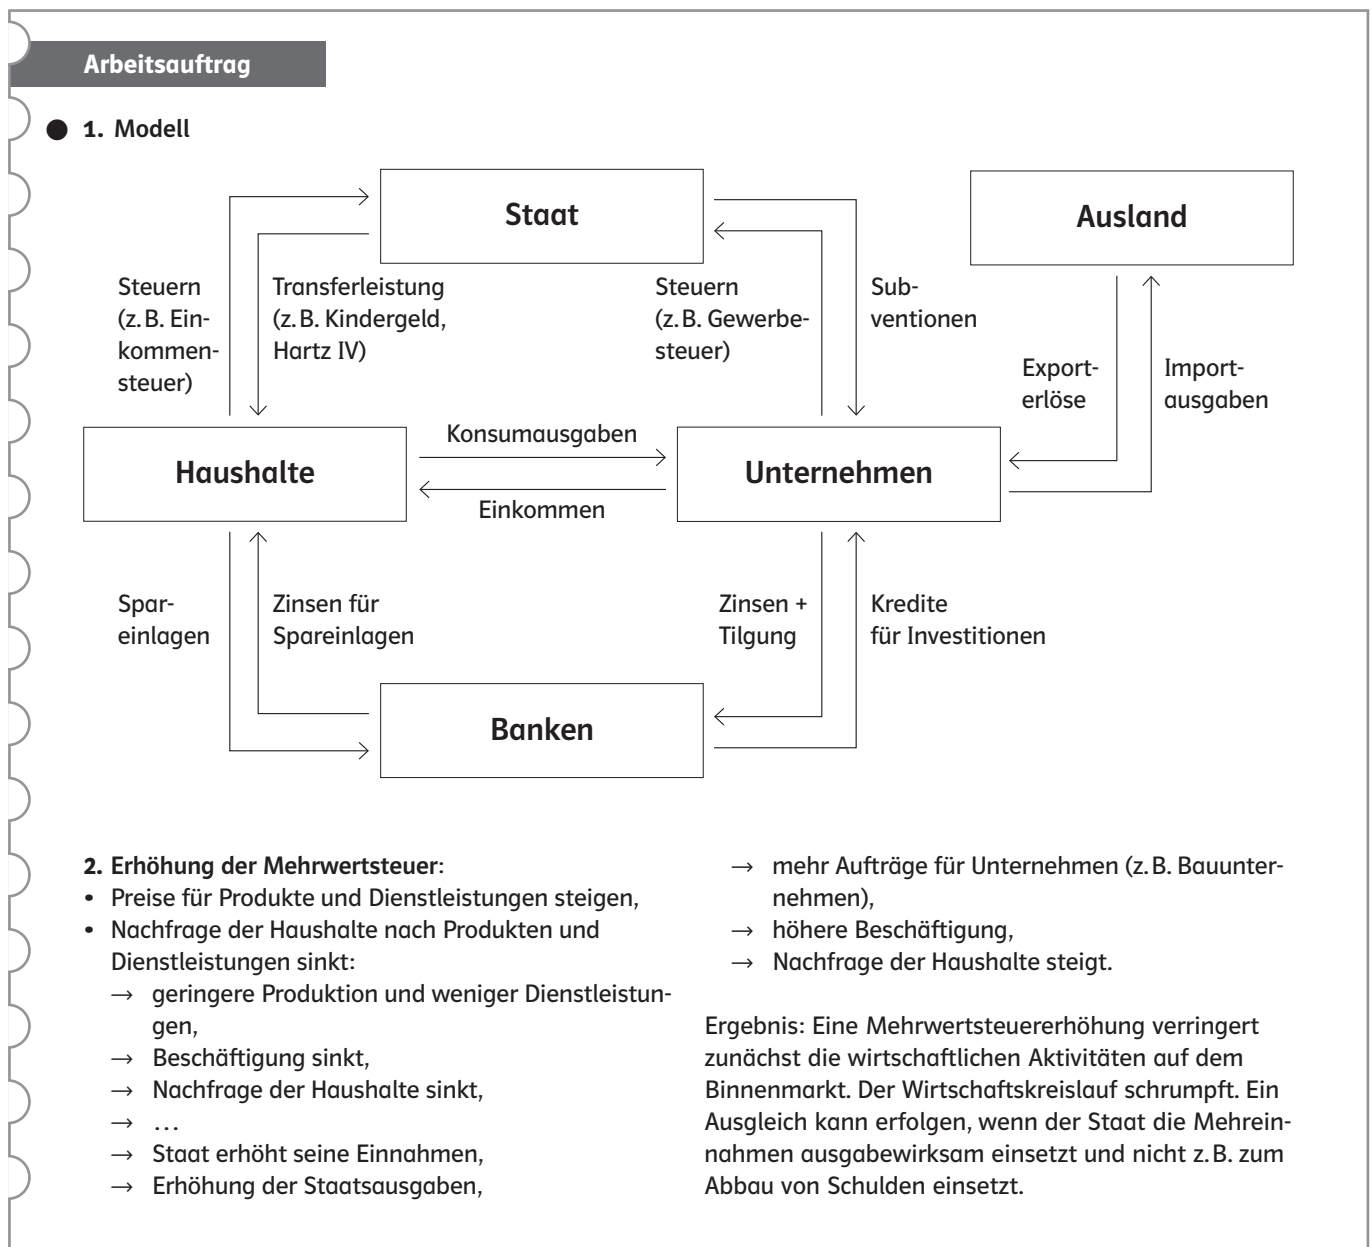 Arbeitsauftrag
1. Modell
Staat
Ausland
Steuern
(z.B. Ein-
kommen-
steuer)
Transferleistung
(z.B. Kindergeld,
Hartz IV)
Steuern
(z.B. Gewerbe-
steuer)
Sub-
ventionen
Export-
erlöse
Import-
ausgaben
Haushalte
Konsumausgaben
Einkommen
Unternehmen
Spar-
einlagen
Zinsen für
Spareinlagen
Zinsen +
Tilgung
Kredite
für Investitionen
Banken
2. Erhöhung der Mehrwertsteuer:
• Preise für Produkte und Dienstleistungen steigen,
• Nachfrage der Haushalte nach Produkten und
Dienstleistungen sinkt:
→ geringere Produktion und weniger Dienstleistun-
gen,
→ Beschäftigung sinkt,
→ Nachfrage der Haushalte sinkt,
→ ...
→ Staat erhöht seine Einnahmen,
→ Erhöhung der Staatsausgaben,
→ mehr Aufträge für Unternehmen (z.B. Bauunter-
nehmen),
→ höhere Beschäftigung,
→ Nachfrage der Haushalte steigt.
Ergebnis: Eine Mehrwertsteuererhöhung verringert
zunächst die wirtschaftlichen Aktivitäten auf dem
Binnenmarkt. Der Wirtschaftskreislauf schrumpft. Ein
Ausgleich kann erfolgen, wenn der Staat die Mehrein-
nahmen ausgabewirksam einsetzt und nicht z.B. zum
Abbau von Schulden einsetzt.